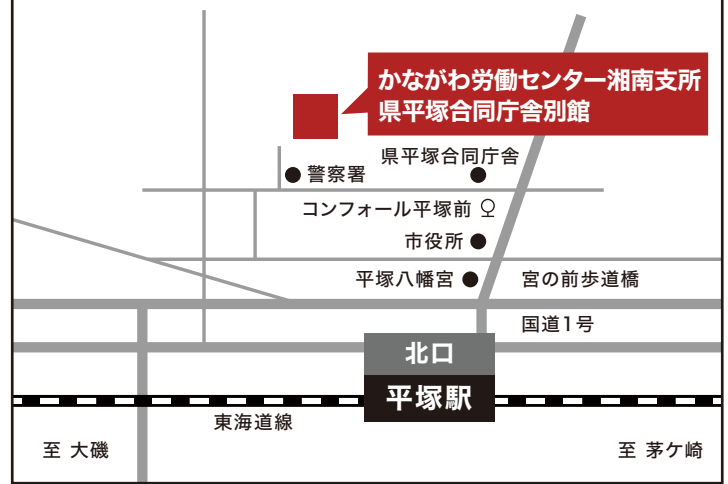 かながわ労働センター湘南支所
県平塚合同庁舎別館
県平塚合同庁舎
警察署
コンフォール平塚前
市役所
平塚八幡宮
宮の前歩道橋
国道1号
北口
平塚駅
東海道線
至 大磯
至 茅ケ崎